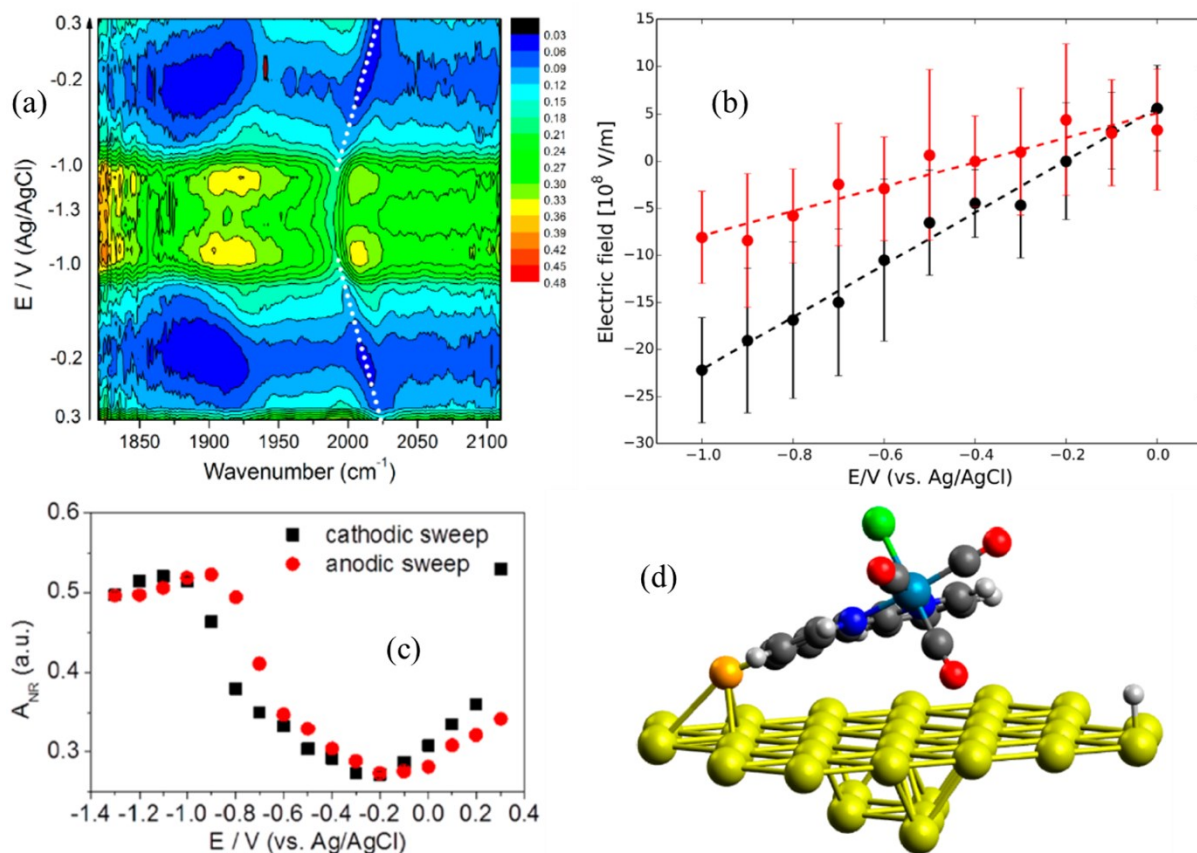 (a)
E / V (Ag/AgCl)
0.3
-0.2
-1.0
-1.3
-1.0
-0.2
0.3
1850 1900 1950 2000 2050 2100
Wavenumber (cm⁻¹)
0.03
0.06
0.09
0.12
0.15
0.18
0.21
0.24
0.27
0.30
0.33
0.36
0.39
0.42
0.45
0.48
(b)
Electric field [10⁸ V/m]
15
10
5
0
−5
−10
−15
−20
−25
−30
−1.0 −0.8 −0.6 −0.4 −0.2 0.0
E/V (vs. Ag/AgCl)
A_NR (a.u.)
0.6
0.5
0.4
0.3
cathodic sweep
anodic sweep
(c)
-1.4 -1.2 -1.0 -0.8 -0.6 -0.4 -0.2 0.0 0.2 0.4
E / V (vs. Ag/AgCl)
(d)